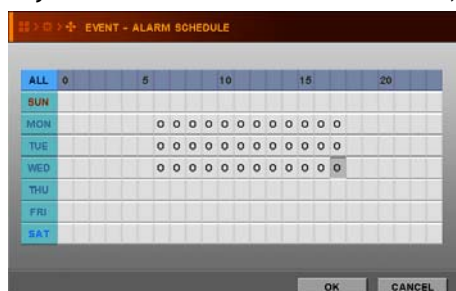 EVENT - ALARM SCHEDULE
ALL 0 5 10 15 20
SUN
MON O O O O O O O O O O O O
TUE O O O O O O O O O O O O
WED O O O O O O O O O O O O
THU
FRI
SAT
OK CANCEL